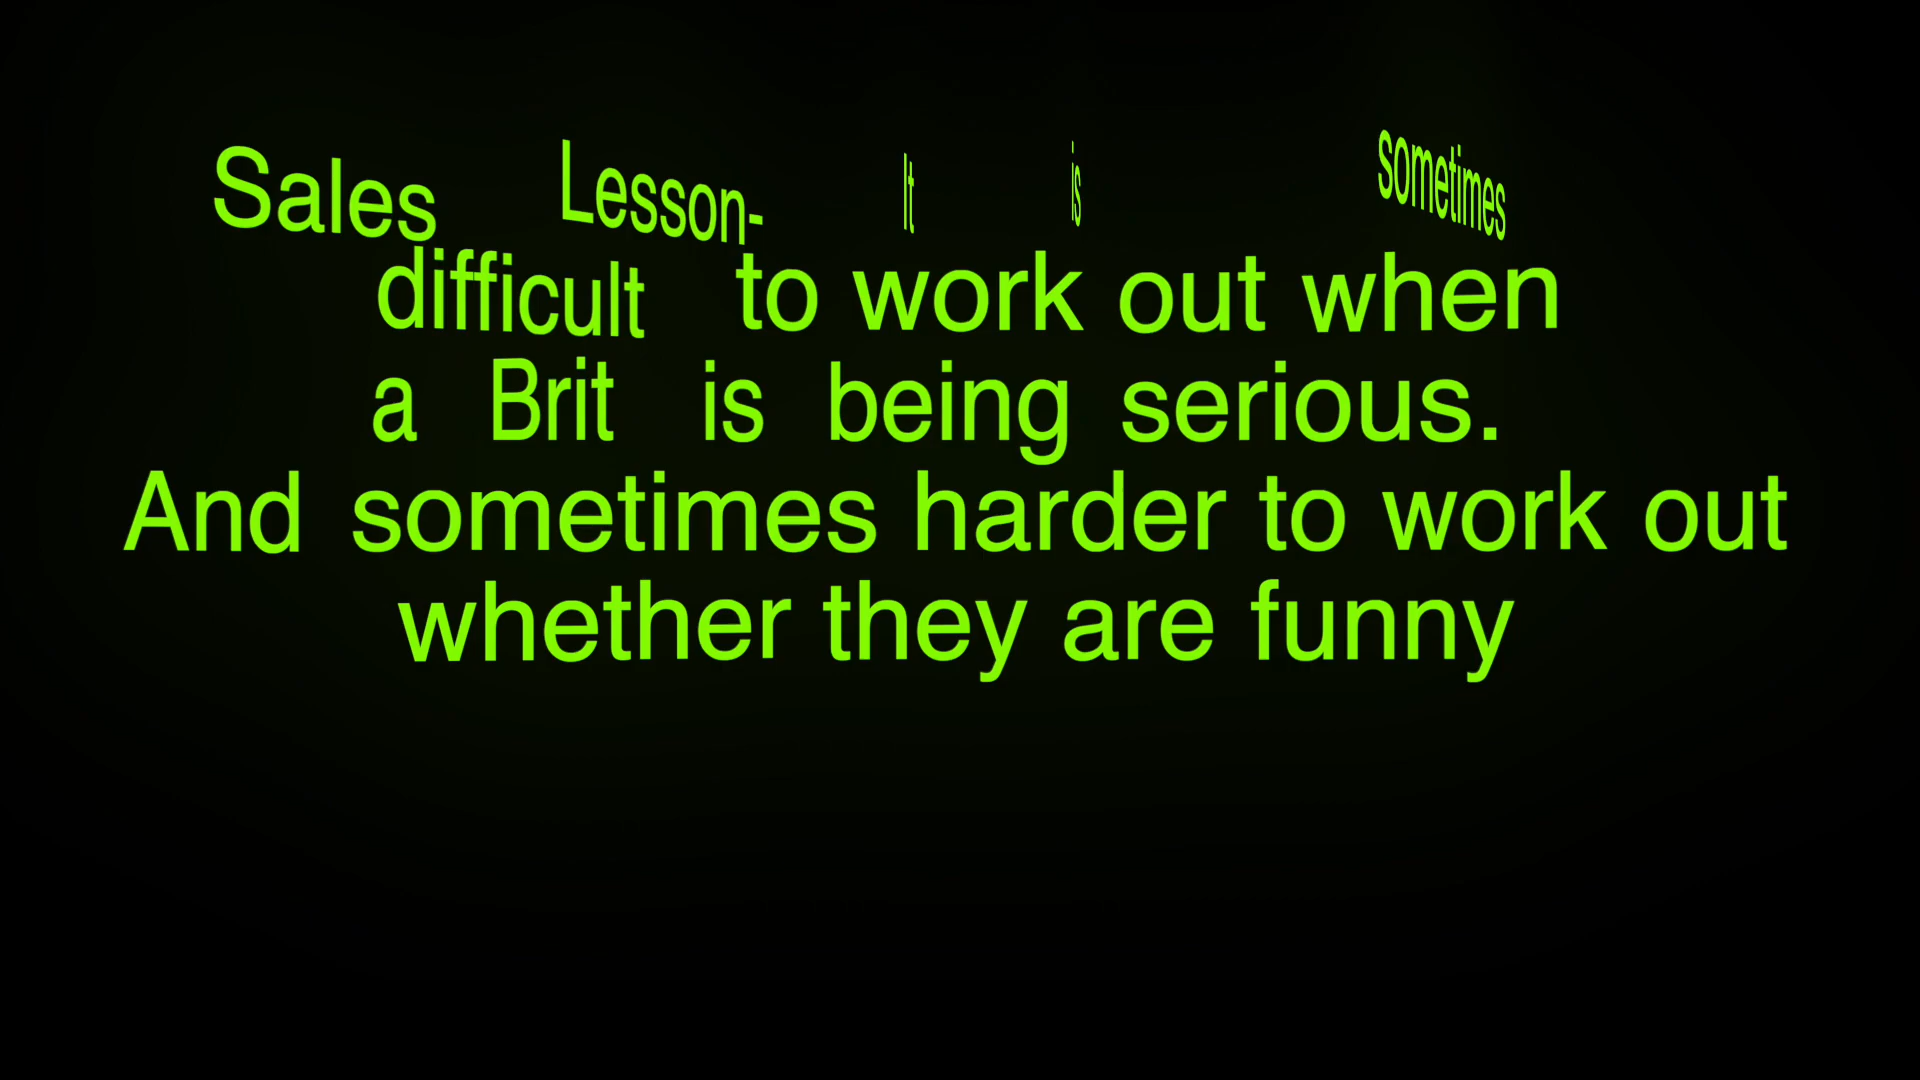 Sales Lesson- It is sometimes
difficult to work out when
a Brit is being serious.
And sometimes harder to work out
whether they are funny